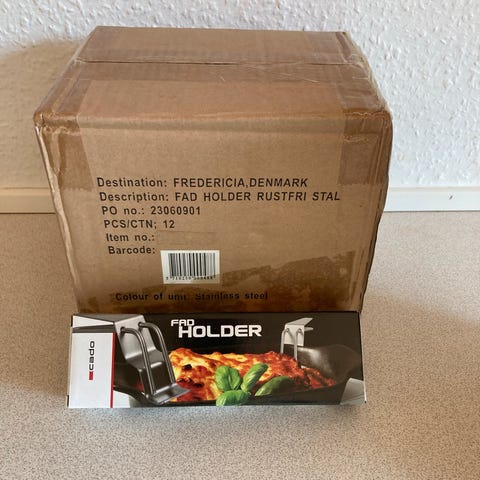 Destination: FREDERICIA,DENMARK
Description: FAD HOLDER RUSTFRI STAL
PO no.: 23060901
PCS/CTN; 12
Item no.:
Barcode:
Colour of unit: Stainless steel
FAD
HOLDER
cado